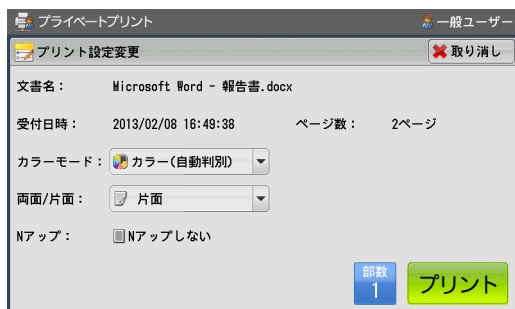 プライベートプリント 一般ユーザー
プリント設定変更 取り消し
文書名： Microsoft Word - 報告書.docx
受付日時： 2013/02/08 16:49:38 ページ数： 2ページ
カラーモード： カラー(自動判別)
両面/片面： 片面
Nアップ： Nアップしない
部数
1
プリント